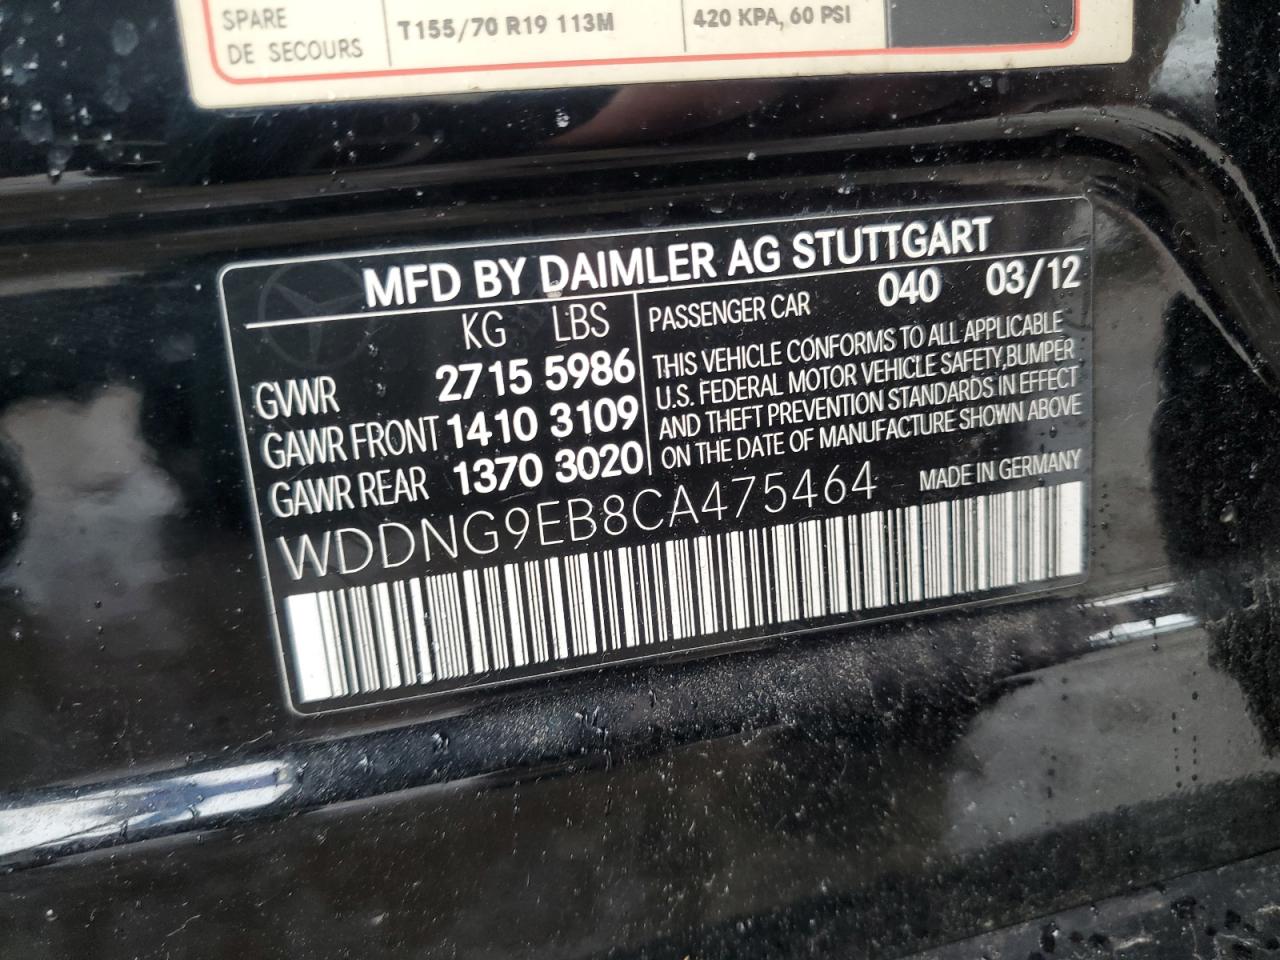 SPARE T155/70 R19 113M 420 KPA, 60 PSI
DE SECOURS
MFD BY DAIMLER AG STUTTGART
KG LBS PASSENGER CAR 040 03/12
GVWR 2715 5986
GAWR FRONT 1410 3109
GAWR REAR 1370 3020
THIS VEHICLE CONFORMS TO ALL APPLICABLE
U.S. FEDERAL MOTOR VEHICLE SAFETY, BUMPER
AND THEFT PREVENTION STANDARDS IN EFFECT
ON THE DATE OF MANUFACTURE SHOWN ABOVE
WDDNG9EB8CA475464 MADE IN GERMANY